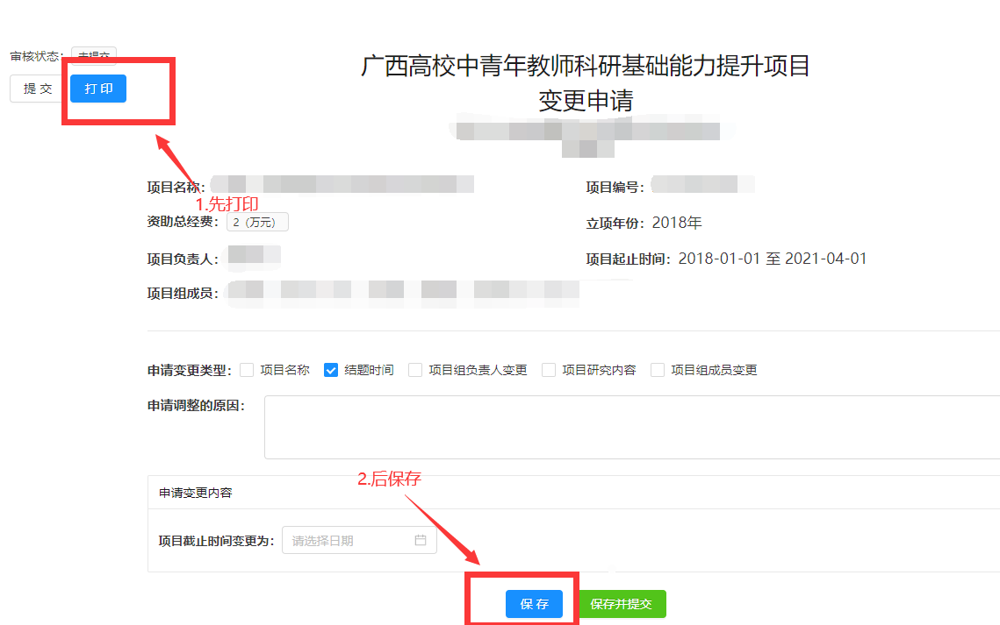 审核状态：未提交
提 交
打 印
广西高校中青年教师科研基础能力提升项目
变更申请
项目名称：
项目编号：
1.先打印
资助总经费：
2（万元）
立项年份：2018年
项目负责人：
项目起止时间：2018-01-01 至 2021-04-01
项目组成员：
申请变更类型： 项目名称 结题时间 项目组负责人变更 项目研究内容 项目组成员变更
申请调整的原因：
2.后保存
申请变更内容
项目截止时间变更为： 请选择日期
保 存
保存并提交